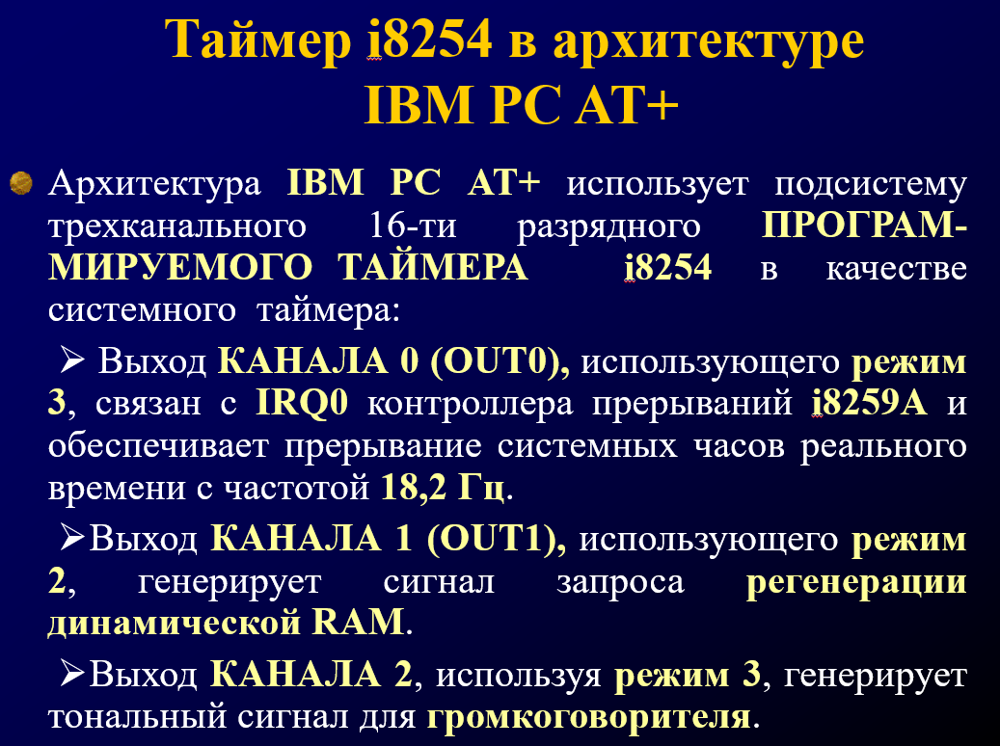 Таймер i8254 в архитектуре
IBM PC AT+
Архитектура IBM PC AT+ использует подсистему
трехканального 16-ти разрядного ПРОГРАМ-
МИРУЕМОГО ТАЙМЕРА i8254 в качестве
системного таймера:
➢ Выход КАНАЛА 0 (OUT0), использующего режим
3, связан с IRQ0 контроллера прерываний i8259A и
обеспечивает прерывание системных часов реального
времени с частотой 18,2 Гц.
➢Выход КАНАЛА 1 (OUT1), использующего режим
2, генерирует сигнал запроса регенерации
динамической RAM.
➢Выход КАНАЛА 2, используя режим 3, генерирует
тональный сигнал для громкоговорителя.